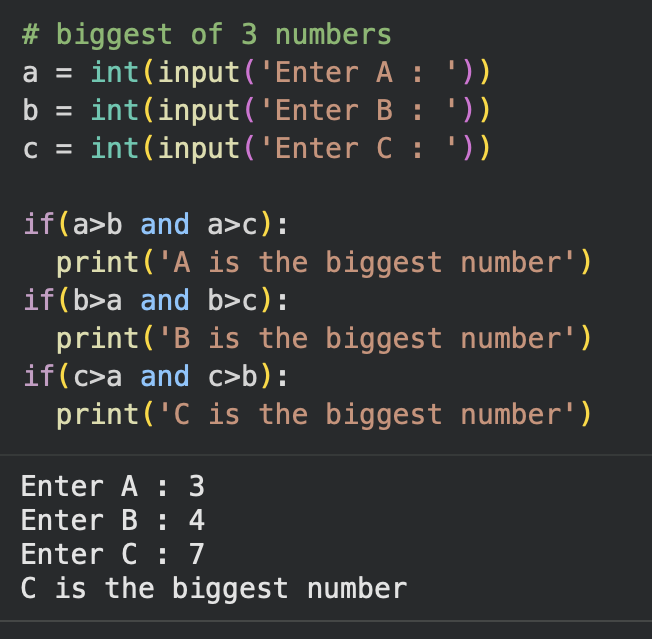 # biggest of 3 numbers
a = int(input('Enter A : '))
b = int(input('Enter B : '))
c = int(input('Enter C : '))

if(a>b and a>c):
  print('A is the biggest number')
if(b>a and b>c):
  print('B is the biggest number')
if(c>a and c>b):
  print('C is the biggest number')

Enter A : 3
Enter B : 4
Enter C : 7
C is the biggest number